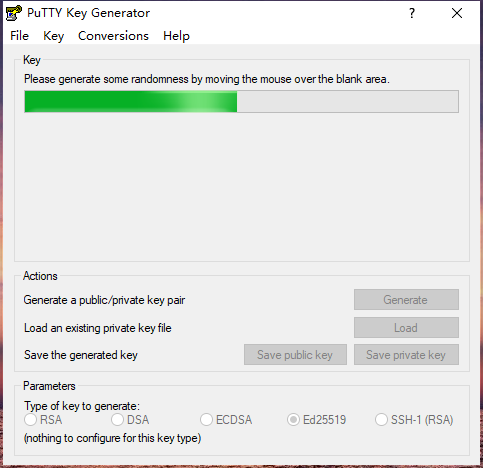 PuTTY Key Generator
?
File Key Conversions Help
Key
Please generate some randomness by moving the mouse over the blank area.
Actions
Generate a public/private key pair
Generate
Load an existing private key file
Load
Save the generated key
Save public key
Save private key
Parameters
Type of key to generate:
RSA DSA ECDSA Ed25519 SSH-1 (RSA)
(nothing to configure for this key type)